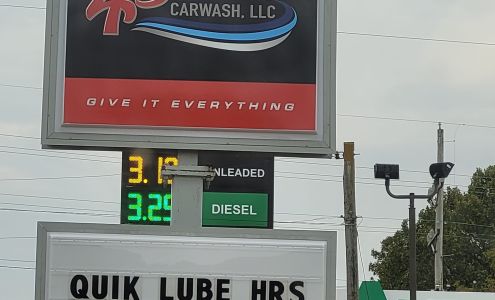 CARWASH, LLC
GIVE IT EVERYTHING
UNLEADED
3.29
DIESEL
QUIK LUBE HRS